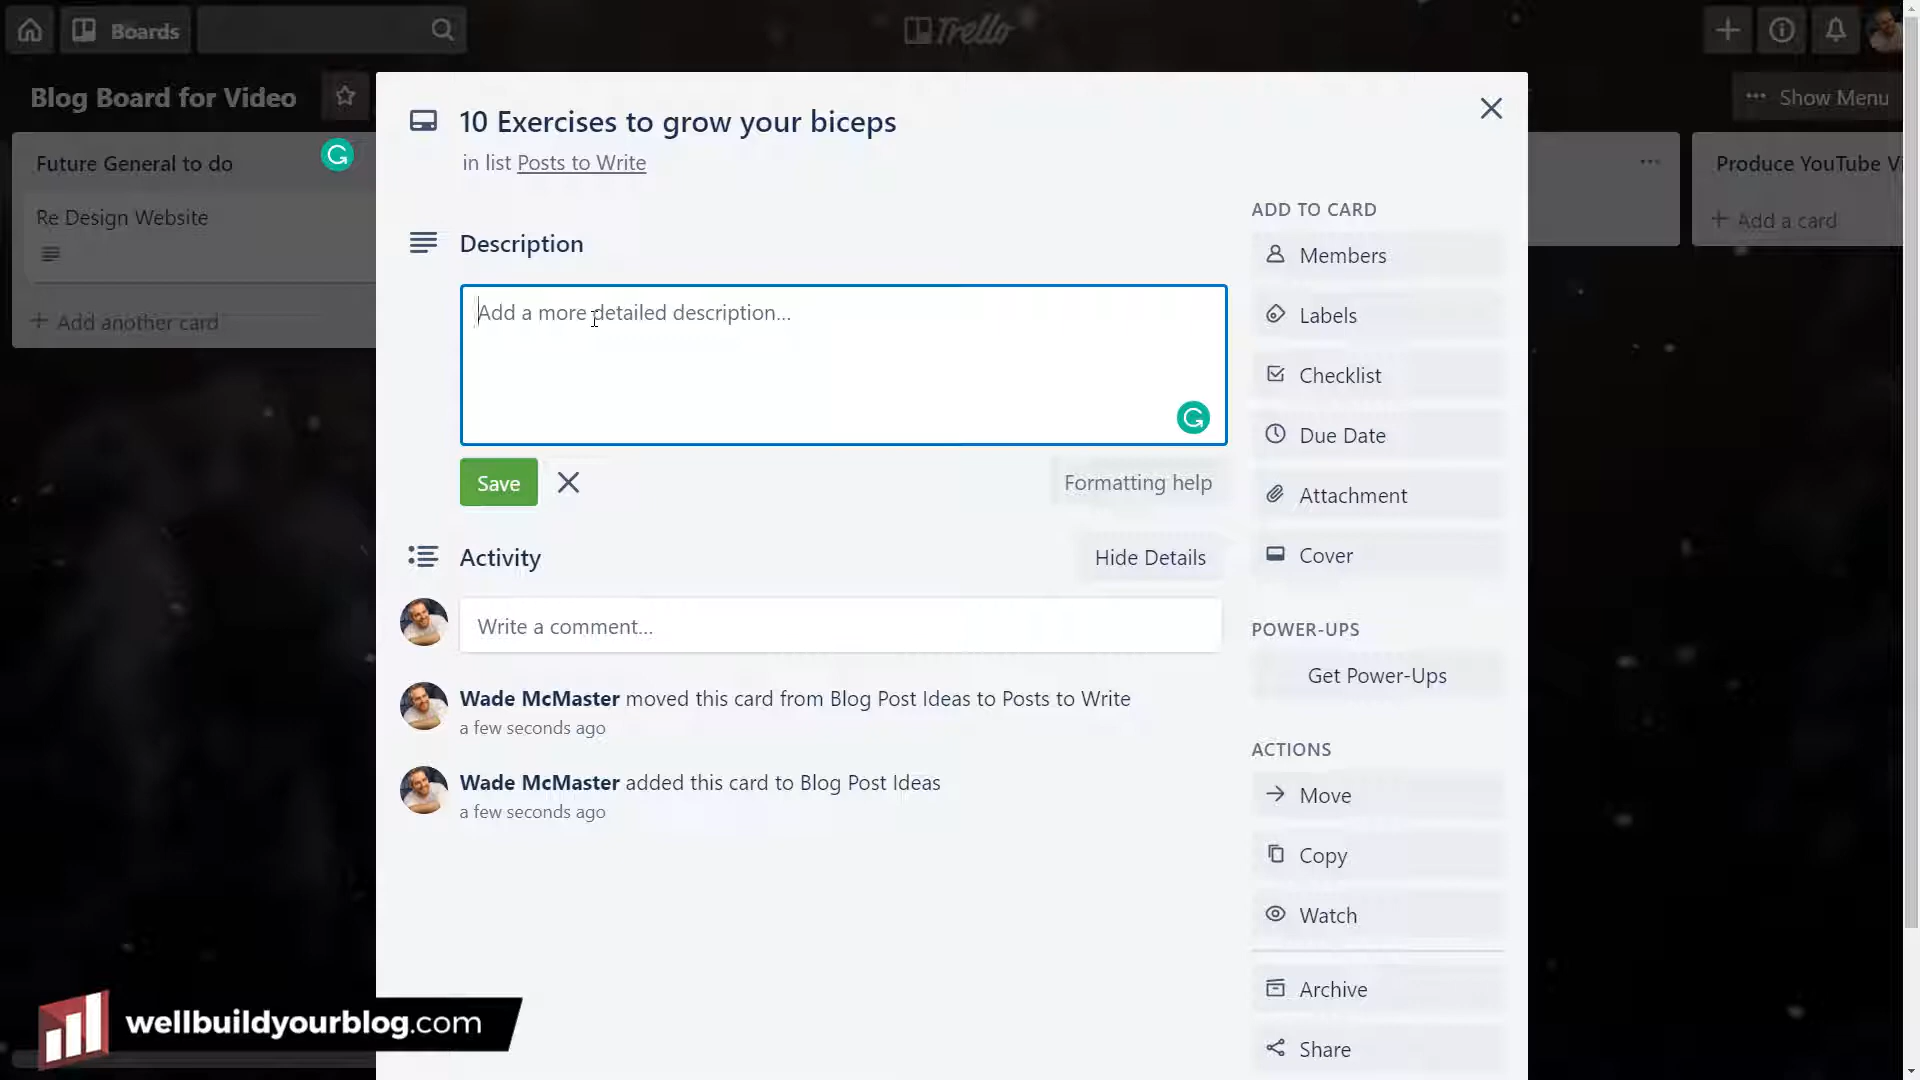 Boards
Trello
Blog Board for Video
Show Menu
Future General to do
Re Design Website
+ Add another card
10 Exercises to grow your biceps
in list Posts to Write
Description
Add a more detailed description...
Save
Formatting help
Activity
Hide Details
Write a comment...
Wade McMaster moved this card from Blog Post Ideas to Posts to Write
a few seconds ago
Wade McMaster added this card to Blog Post Ideas
a few seconds ago
ADD TO CARD
Members
Labels
Checklist
Due Date
Attachment
Cover
POWER-UPS
Get Power-Ups
ACTIONS
Move
Copy
Watch
Archive
Share
Produce YouTube
+ Add a card
wellbuildyourblog.com